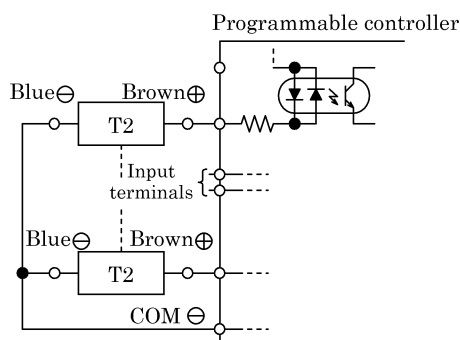 Programmable controller
Blue⊖ Brown⊕
T2
Input
terminals
Blue⊖ Brown⊕
T2
COM ⊖